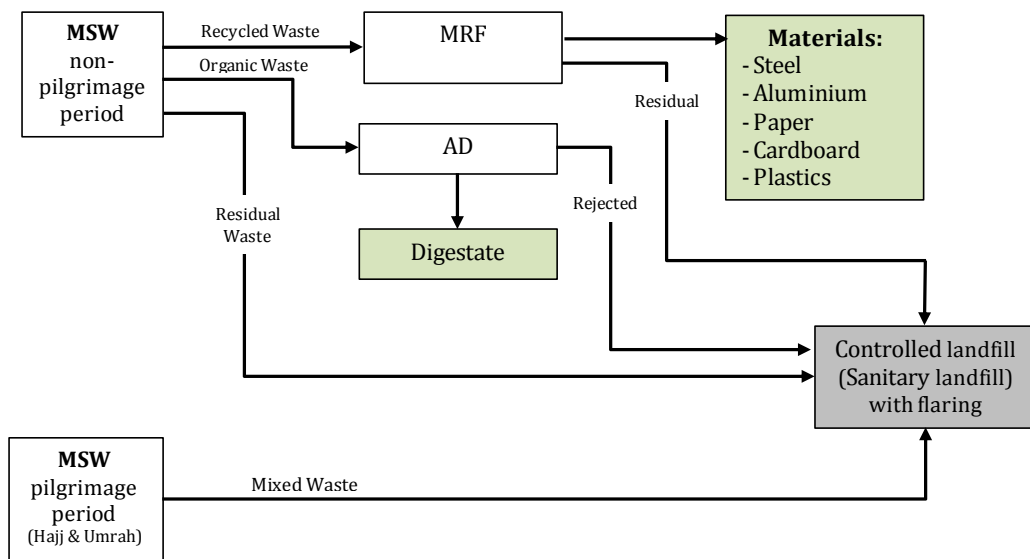 MSW
non-
pilgrimage
period
Recycled Waste
Organic Waste
MRF
Materials:
- Steel
- Aluminium
- Paper
- Cardboard
- Plastics
Residual
AD
Rejected
Residual
Waste
Digestate
Controlled landfill
(Sanitary landfill)
with flaring
MSW
pilgrimage
period
(Hajj & Umrah)
Mixed Waste